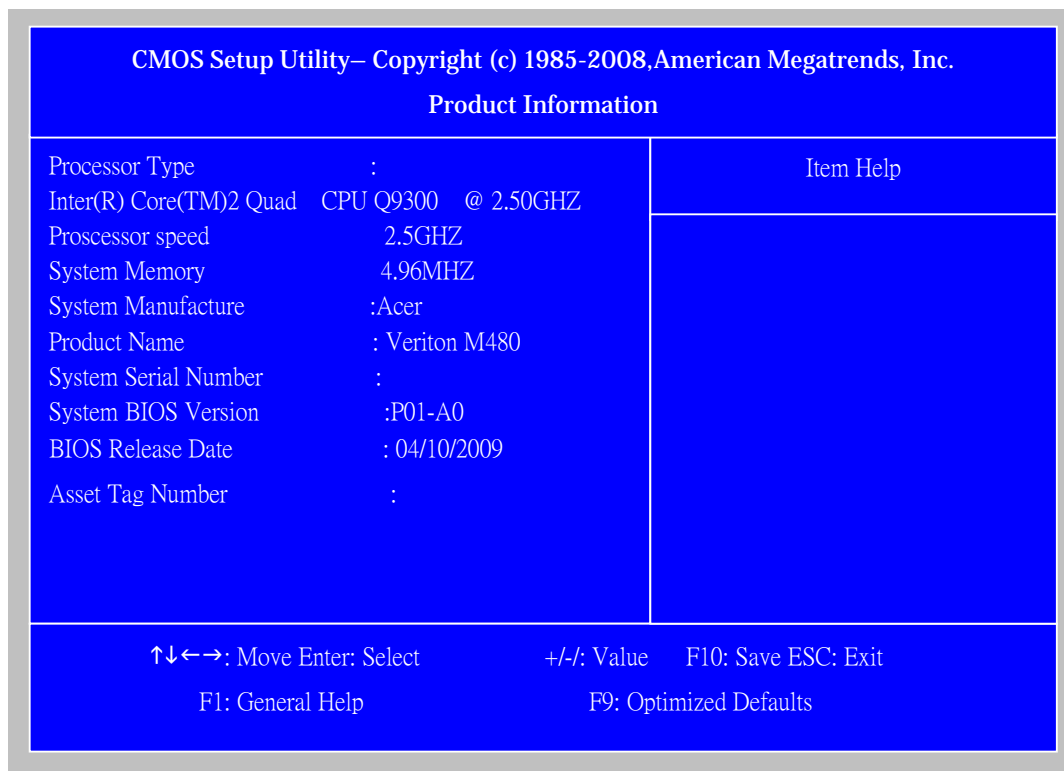 CMOS Setup Utility– Copyright (c) 1985-2008,American Megatrends, Inc.
Product Information
Processor Type :
Item Help
Inter(R) Core(TM)2 Quad CPU Q9300 @ 2.50GHZ
Proscessor speed 2.5GHZ
System Memory 4.96MHZ
System Manufacture :Acer
Product Name : Veriton M480
System Serial Number :
System BIOS Version :P01-A0
BIOS Release Date : 04/10/2009
Asset Tag Number :
↑↓←→: Move Enter: Select +/-/: Value F10: Save ESC: Exit
F1: General Help F9: Optimized Defaults